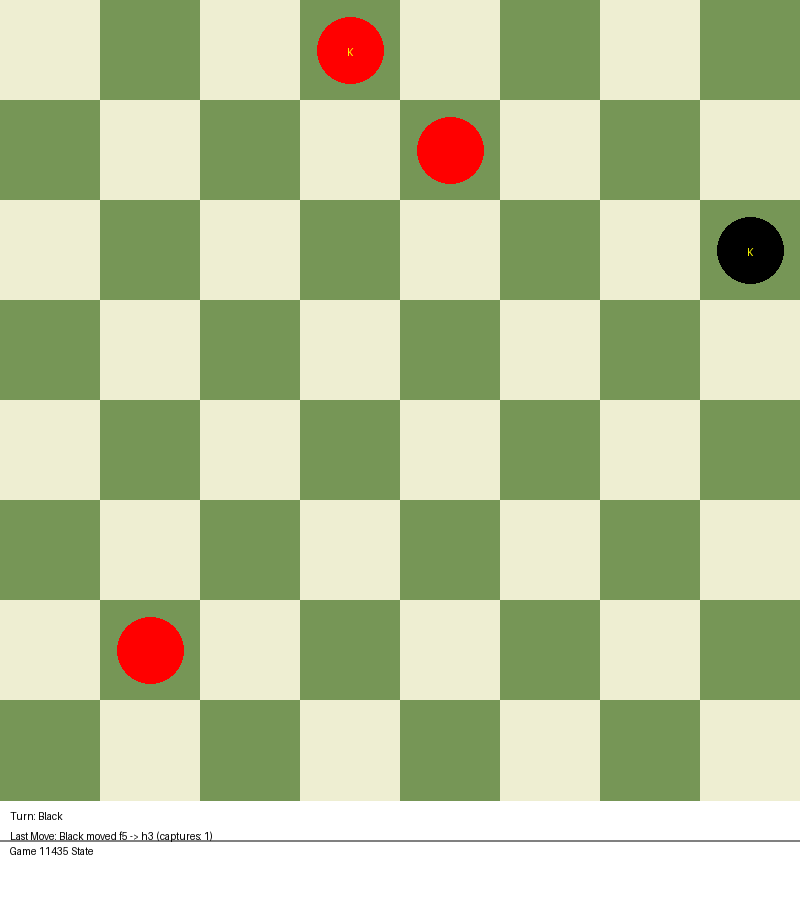 K
K
Turn: Black
Last Move: Black moved f5 -> h3 (captures: 1)
Game 11435 State